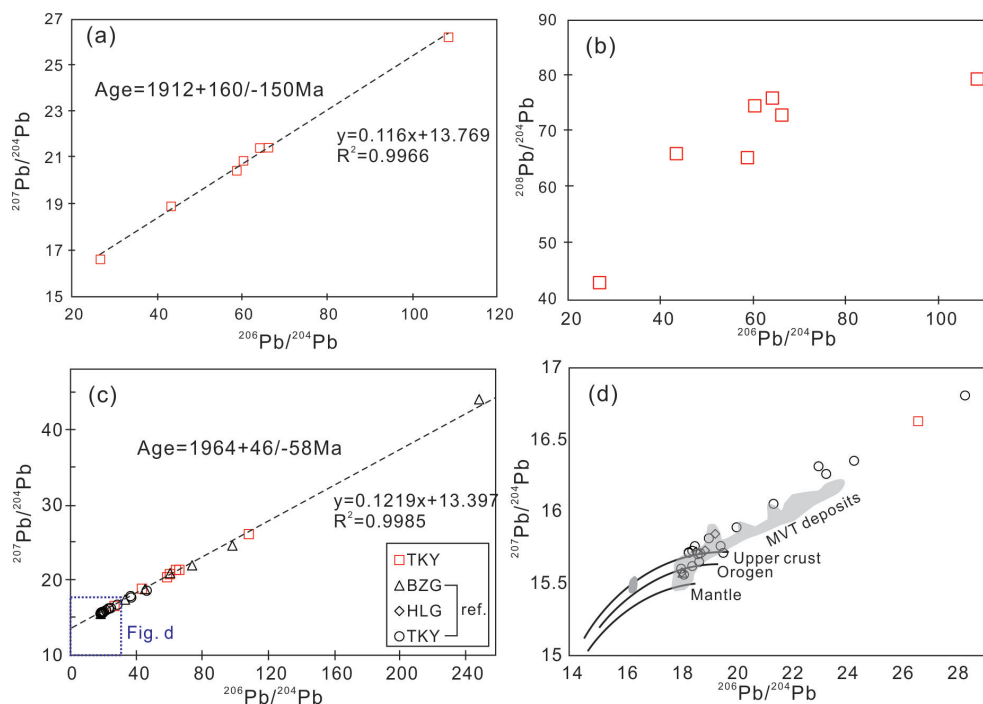 (a)
Age=1912+160/-150Ma
y=0.116x+13.769
R²=0.9966
27
25
23
21
19
17
15
²⁰⁷Pb/²⁰⁴Pb
20 40 60 80 100 120
²⁰⁶Pb/²⁰⁴Pb
(b)
90
80
70
60
50
40
²⁰⁸Pb/²⁰⁴Pb
20 40 60 80 100
²⁰⁶Pb/²⁰⁴Pb
(c)
Age=1964+46/-58Ma
y=0.1219x+13.397
R²=0.9985
TKY
BZG
HLG
TKY
ref.
Fig. d
40
30
20
10
²⁰⁷Pb/²⁰⁴Pb
0 40 80 120 160 200 240
²⁰⁶Pb/²⁰⁴Pb
(d)
MVT deposits
Upper crust
Orogen
Mantle
17
16.5
16
15.5
15
²⁰⁷Pb/²⁰⁴Pb
14 16 18 20 22 24 26 28
²⁰⁶Pb/²⁰⁴Pb